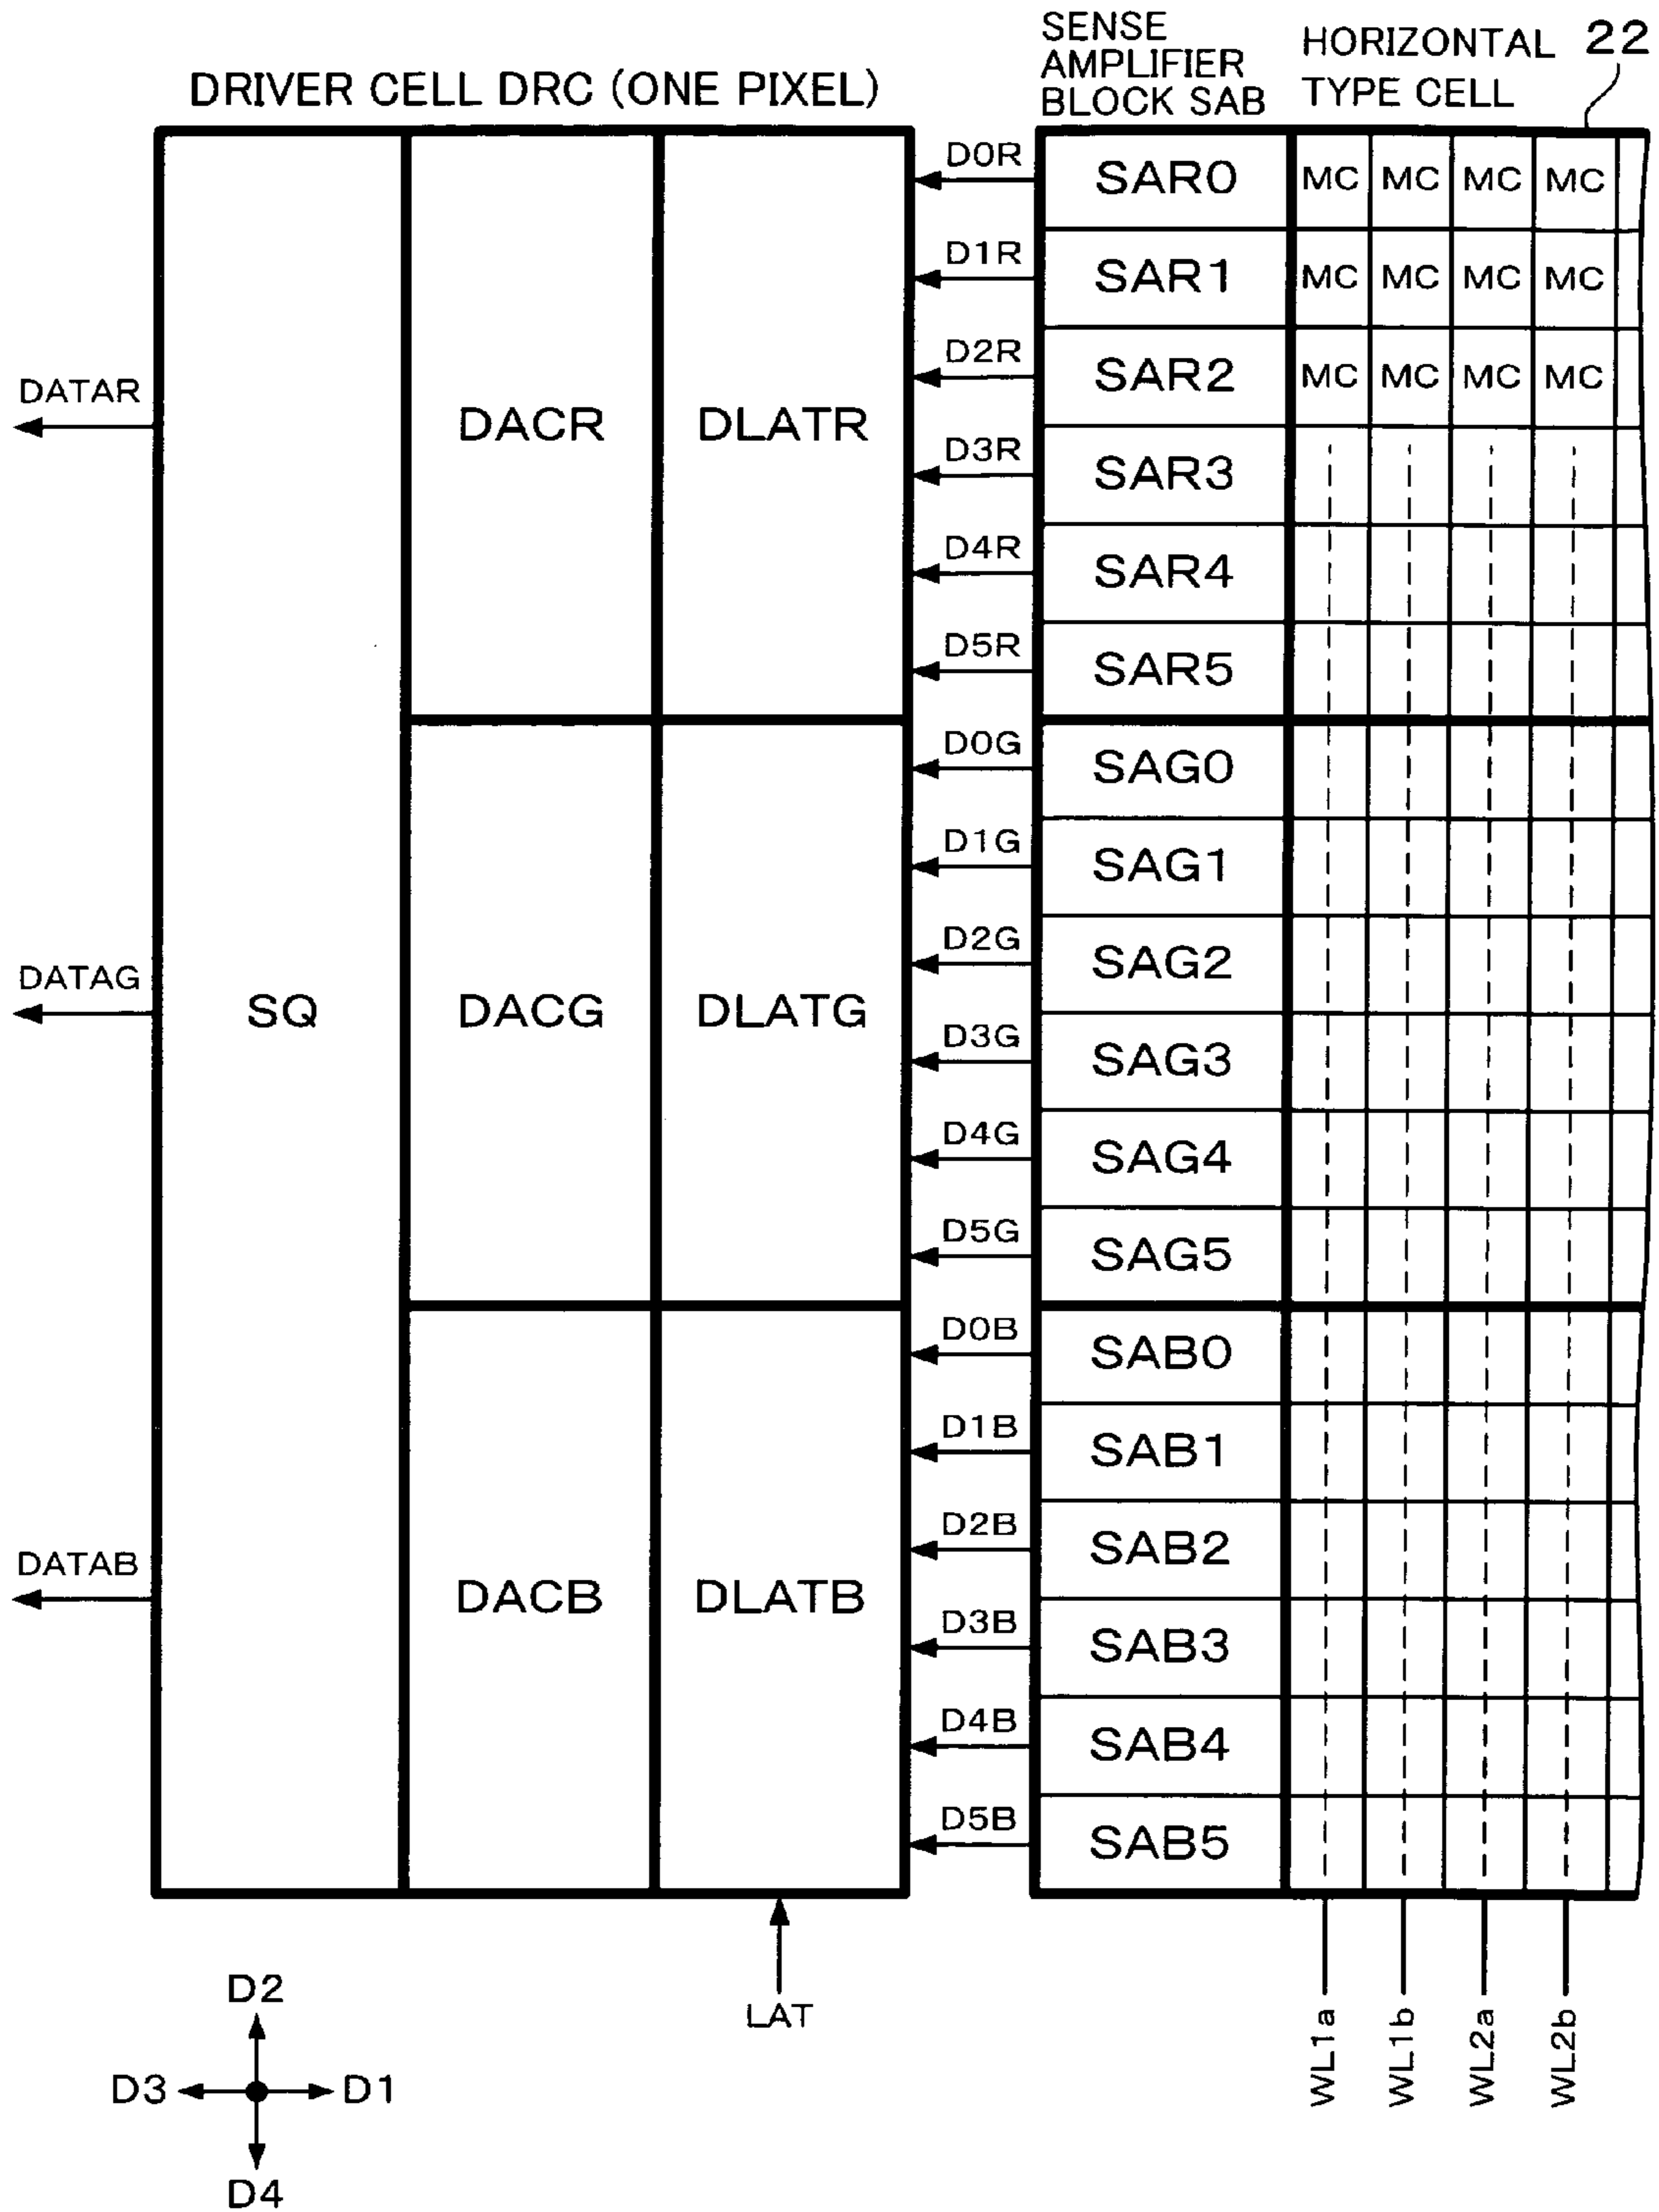 SENSE
AMPLIFIER
BLOCK SAB
HORIZONTAL
TYPE CELL
22
DRIVER CELL DRC (ONE PIXEL)
D0R
SAR0
MC MC MC MC
D1R
SAR1
MC MC MC MC
D2R
SAR2
MC MC MC MC
DATAR
DACR
DLATR
D3R
SAR3
D4R
SAR4
D5R
SAR5
D0G
SAG0
D1G
SAG1
D2G
SAG2
DATAG
SQ
DACG
DLATG
D3G
SAG3
D4G
SAG4
D5G
SAG5
D0B
SAB0
D1B
SAB1
D2B
SAB2
DATAB
DACB
DLATB
D3B
SAB3
D4B
SAB4
D5B
SAB5
LAT
WL1a
WL1b
WL2a
WL2b
D2
D3
D1
D4